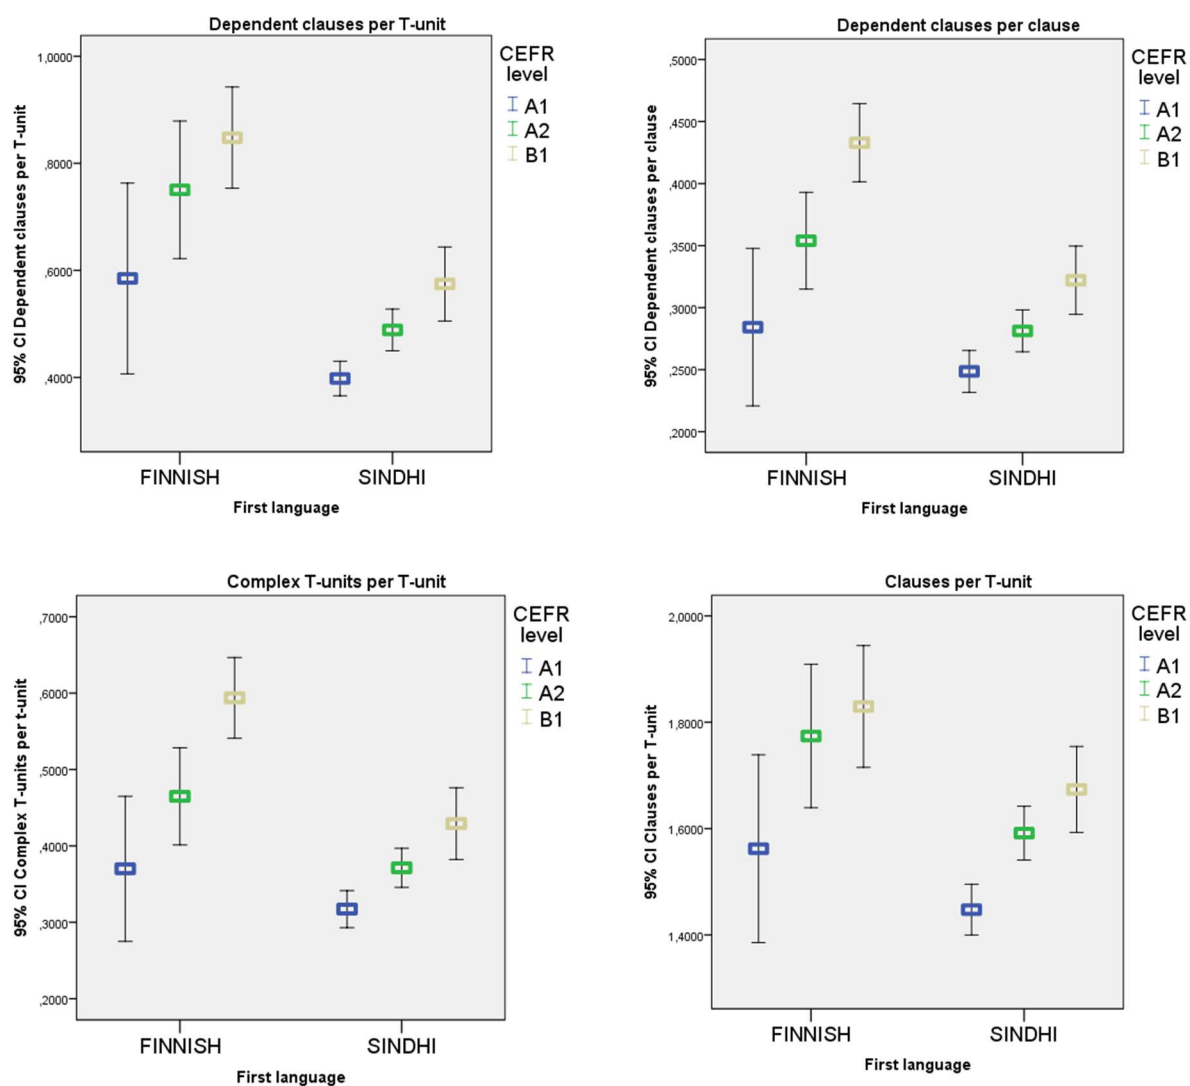 Dependent clauses per T-unit
95% CI Dependent clauses per T-unit
1,0000
,8000
,6000
,4000
FINNISH SINDHI
First language
CEFR
level
A1
A2
B1
Dependent clauses per clause
95% CI Dependent clauses per clause
,5000
,4500
,4000
,3500
,3000
,2500
,2000
FINNISH SINDHI
First language
CEFR
level
A1
A2
B1
Complex T-units per T-unit
95% CI Complex T-units per t-unit
,7000
,6000
,5000
,4000
,3000
,2000
FINNISH SINDHI
First language
CEFR
level
A1
A2
B1
Clauses per T-unit
95% CI Clauses per T-unit
2,0000
1,8000
1,6000
1,4000
FINNISH SINDHI
First language
CEFR
level
A1
A2
B1